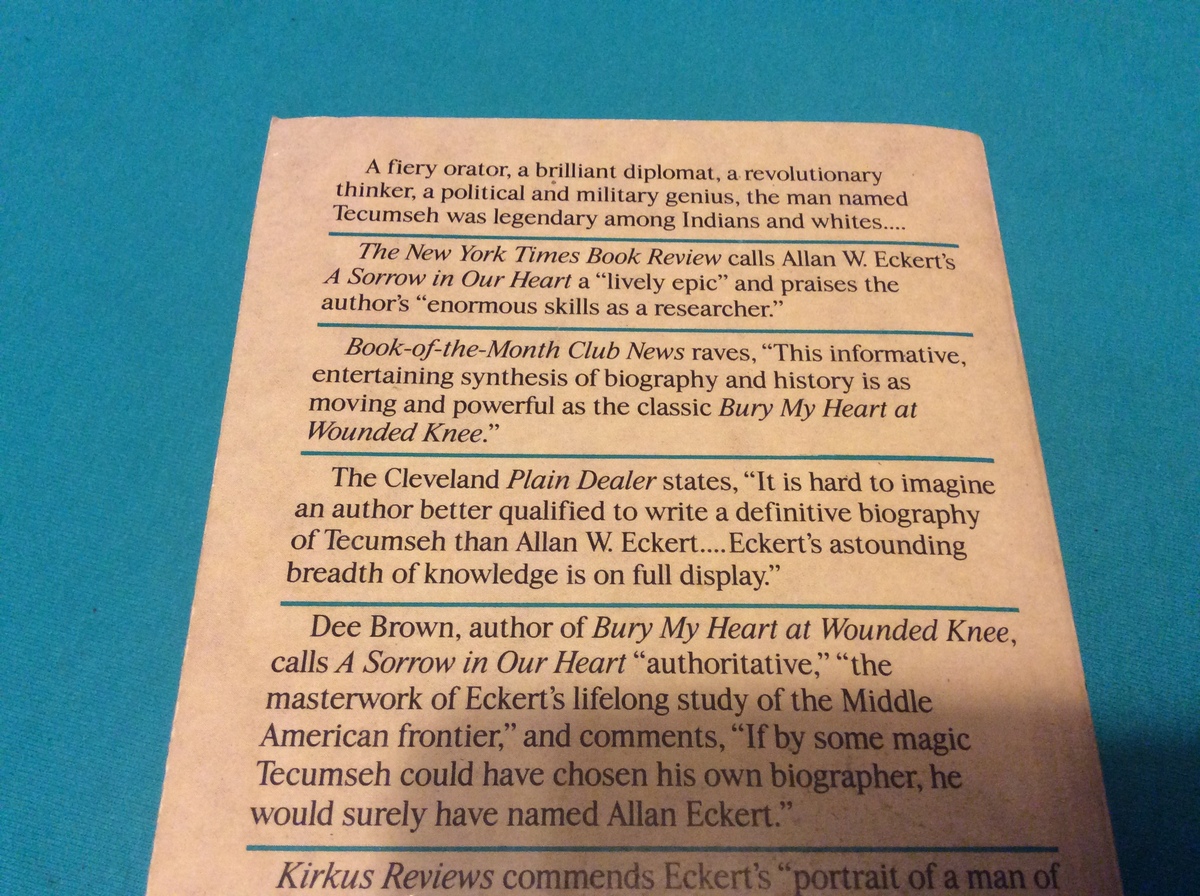 A fiery orator, a brilliant diplomat, a revolutionary
thinker, a political and military genius, the man named
Tecumseh was legendary among Indians and whites....
The New York Times Book Review calls Allan W. Eckert's
A Sorrow in Our Heart a “lively epic” and praises the
author's “enormous skills as a researcher.”
Book-of-the-Month Club News raves, “This informative,
entertaining synthesis of biography and history is as
moving and powerful as the classic Bury My Heart at
Wounded Knee.”
The Cleveland Plain Dealer states, “It is hard to imagine
an author better qualified to write a definitive biography
of Tecumseh than Allan W. Eckert....Eckert's astounding
breadth of knowledge is on full display.”
Dee Brown, author of Bury My Heart at Wounded Knee,
calls A Sorrow in Our Heart “authoritative,” “the
masterwork of Eckert's lifelong study of the Middle
American frontier,” and comments, “If by some magic
Tecumseh could have chosen his own biographer, he
would surely have named Allan Eckert.”
Kirkus Reviews commends Eckert's “portrait of a man of